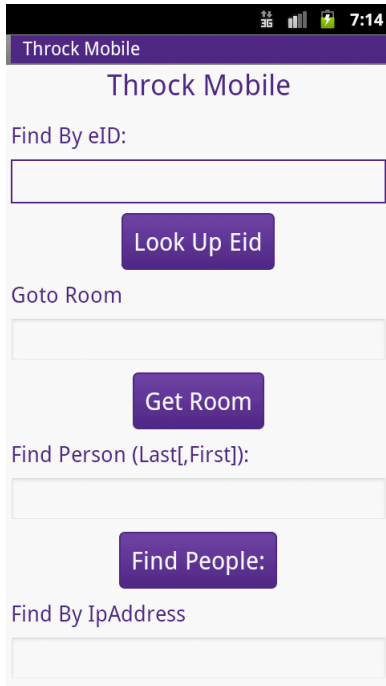 3G 7:14
Throck Mobile
Throck Mobile
Find By eID:
Look Up Eid
Goto Room
Get Room
Find Person (Last[,First]):
Find People:
Find By IpAddress